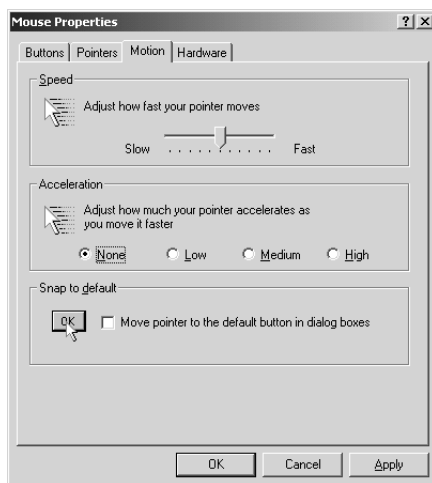 Mouse Properties
? X
Buttons Pointers Motion Hardware
Speed
Adjust how fast your pointer moves
Slow Fast
Acceleration
Adjust how much your pointer accelerates as
you move it faster
None Low Medium High
Snap to default
OK Move pointer to the default button in dialog boxes
OK Cancel Apply